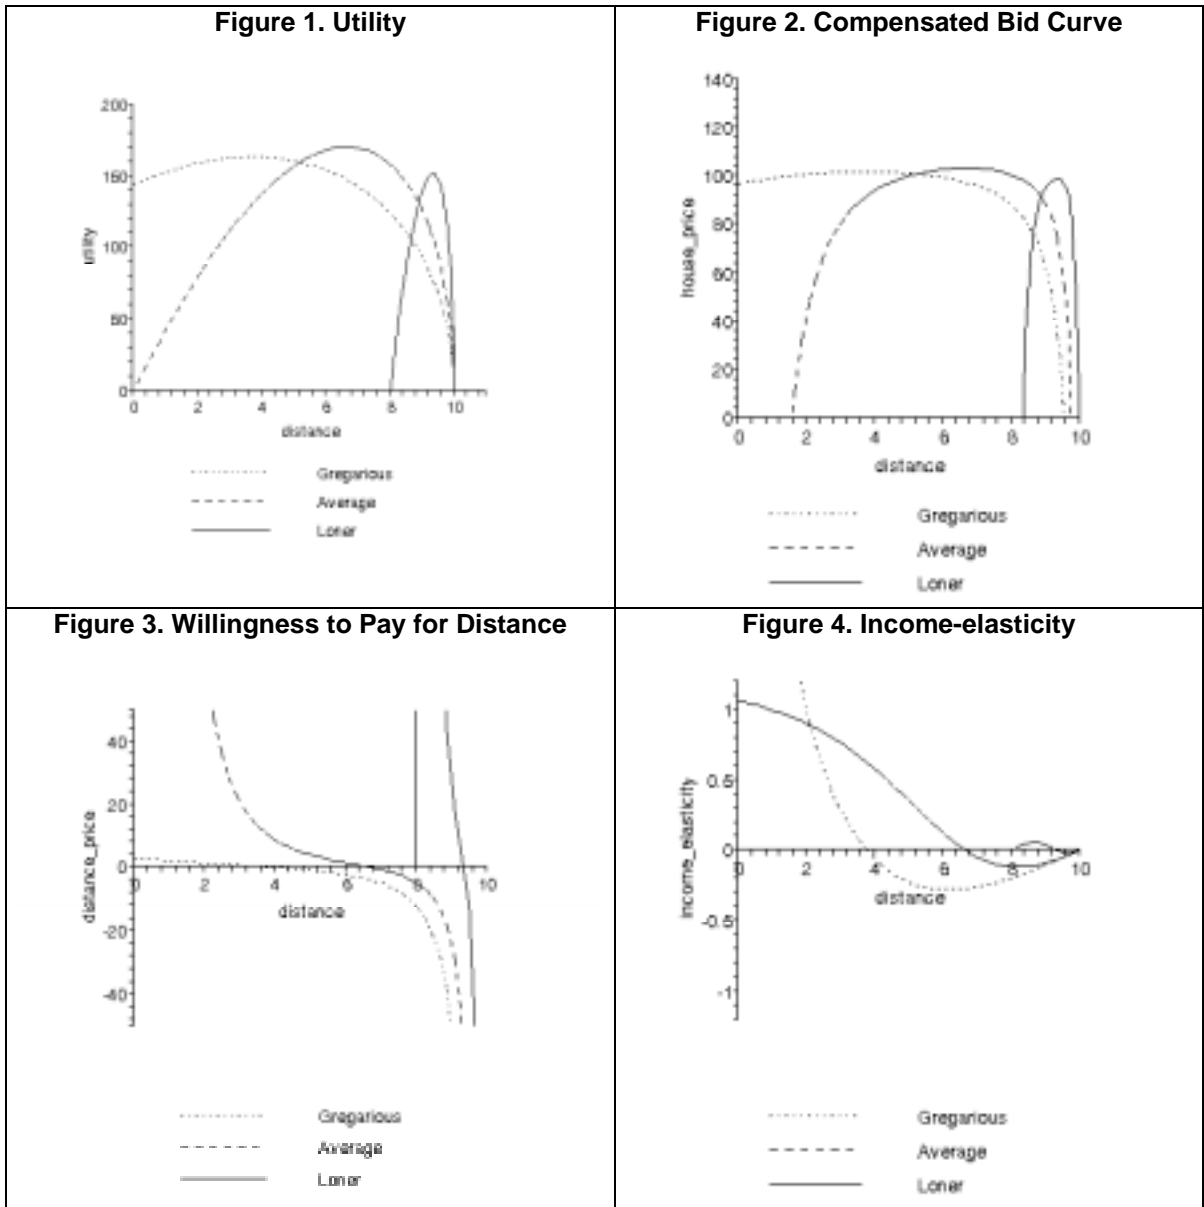 Figure 1. Utility
200
150
100
50
0
utility
0 2 4 6 8 10
distance
Gregarious
Average
Loner
Figure 2. Compensated Bid Curve
140
120
100
80
60
40
20
0
house_price
0 2 4 6 8 10
distance
Gregarious
Average
Loner
Figure 3. Willingness to Pay for Distance
40
20
0
-20
-40
distance_price
0 2 4 6 8 10
distance
Gregarious
Average
Loner
Figure 4. Income-elasticity
1
0.5
0
-0.5
-1
income_elasticity
0 2 4 6 8 10
distance
Gregarious
Average
Loner